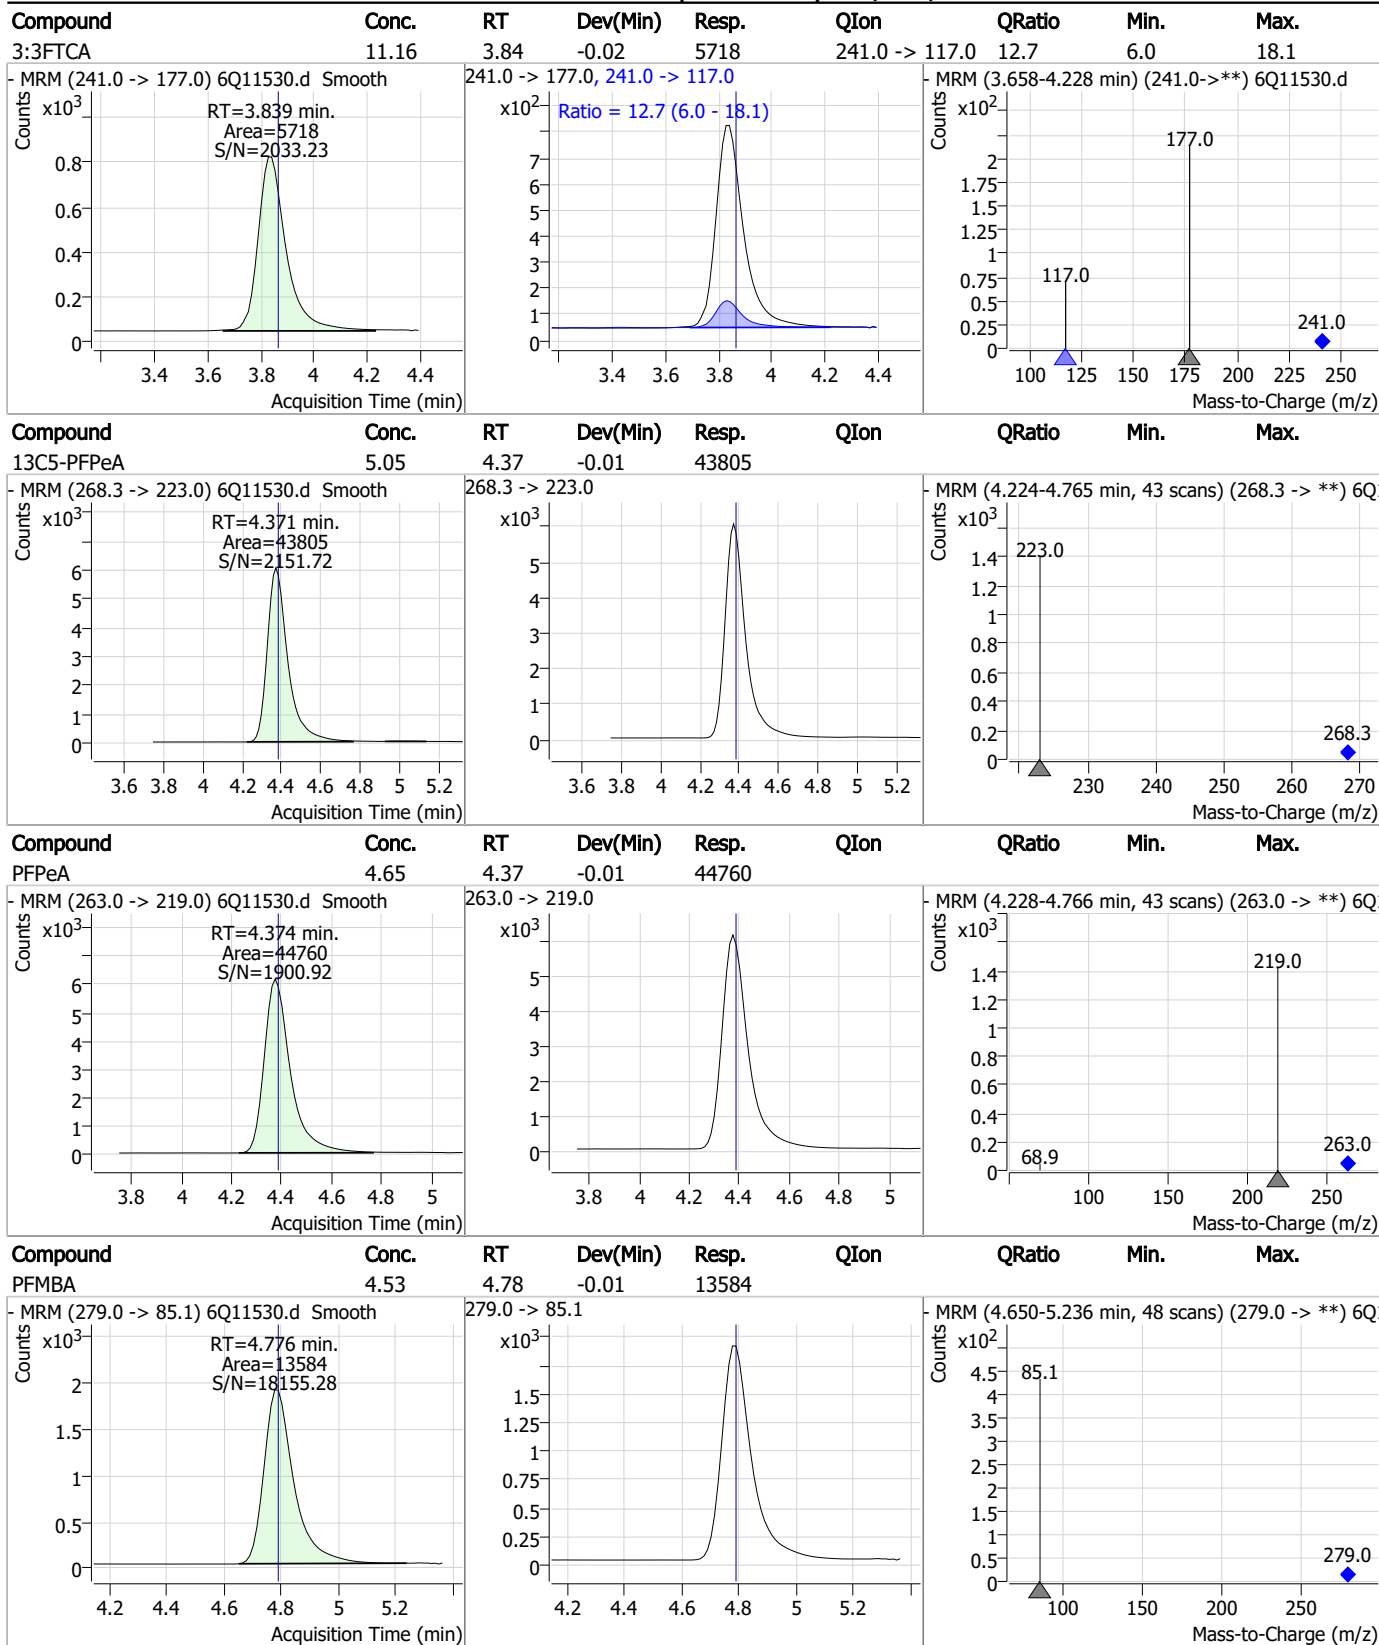 Compound Conc. RT Dev(Min) Resp. QIon QRatio Min. Max.
3:3FTCA 11.16 3.84 -0.02 5718 241.0 -> 117.0 12.7 6.0 18.1
- MRM (241.0 -> 177.0) 6Q11530.d Smooth
Counts
x10³
RT=3.839 min.
Area=5718
S/N=2033.23
0.8
0.6
0.4
0.2
0
3.4 3.6 3.8 4 4.2 4.4
Acquisition Time (min)
241.0 -> 177.0, 241.0 -> 117.0
x10²
Ratio = 12.7 (6.0 - 18.1)
7
6
5
4
3
2
1
0
3.4 3.6 3.8 4 4.2 4.4
- MRM (3.658-4.228 min) (241.0->**) 6Q11530.d
Counts
x10²
177.0
2
1.75
1.5
1.25
1
117.0
0.75
0.5
241.0
0.25
0
100 125 150 175 200 225 250
Mass-to-Charge (m/z)
Compound Conc. RT Dev(Min) Resp. QIon QRatio Min. Max.
13C5-PFPeA 5.05 4.37 -0.01 43805
- MRM (268.3 -> 223.0) 6Q11530.d Smooth
Counts
x10³
RT=4.371 min.
Area=43805
S/N=2151.72
6
5
4
3
2
1
0
3.6 3.8 4 4.2 4.4 4.6 4.8 5 5.2
Acquisition Time (min)
268.3 -> 223.0
x10³
5
4
3
2
1
0
3.6 3.8 4 4.2 4.4 4.6 4.8 5 5.2
- MRM (4.224-4.765 min, 43 scans) (268.3 -> **) 6Q
Counts
x10³
223.0
1.4
1.2
1
0.8
0.6
0.4
0.2
268.3
0
230 240 250 260 270
Mass-to-Charge (m/z)
Compound Conc. RT Dev(Min) Resp. QIon QRatio Min. Max.
PFPeA 4.65 4.37 -0.01 44760
- MRM (263.0 -> 219.0) 6Q11530.d Smooth
Counts
x10³
RT=4.374 min.
Area=44760
S/N=1900.92
6
5
4
3
2
1
0
3.8 4 4.2 4.4 4.6 4.8 5
Acquisition Time (min)
263.0 -> 219.0
x10³
5
4
3
2
1
0
3.8 4 4.2 4.4 4.6 4.8 5
- MRM (4.228-4.766 min, 43 scans) (263.0 -> **) 6Q
Counts
x10³
219.0
1.4
1.2
1
0.8
0.6
0.4
0.2
68.9
263.0
0
100 150 200 250
Mass-to-Charge (m/z)
Compound Conc. RT Dev(Min) Resp. QIon QRatio Min. Max.
PFMBA 4.53 4.78 -0.01 13584
- MRM (279.0 -> 85.1) 6Q11530.d Smooth
Counts
x10³
RT=4.776 min.
Area=13584
S/N=18155.28
2
1.5
1
0.5
0
4.2 4.4 4.6 4.8 5 5.2
Acquisition Time (min)
279.0 -> 85.1
x10³
1.5
1.25
1
0.75
0.5
0.25
0
4.2 4.4 4.6 4.8 5 5.2
- MRM (4.650-5.236 min, 48 scans) (279.0 -> **) 6Q
Counts
x10²
85.1
4.5
4
3.5
3
2.5
2
1.5
1
0.5
279.0
0
100 150 200 250
Mass-to-Charge (m/z)